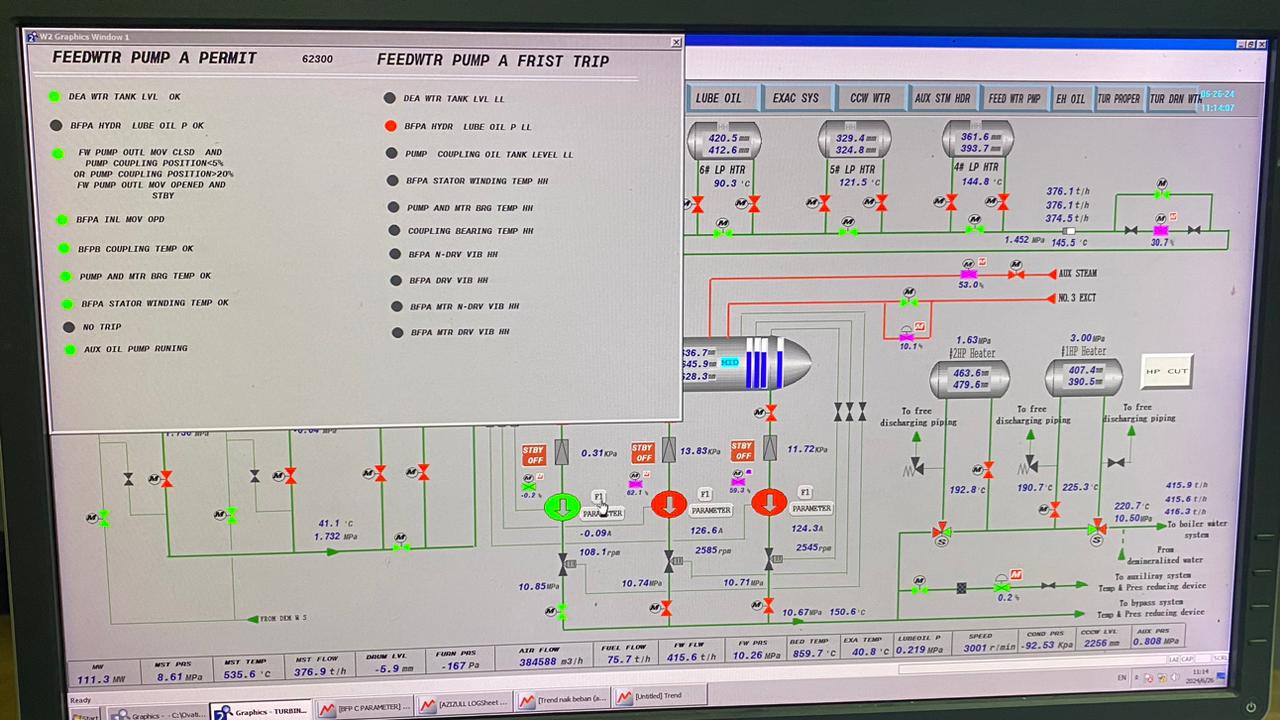 W2 Graphics Window 1
FEEDWTR PUMP A PERMIT
62300
FEEDWTR PUMP A FRIST TRIP
DEA WTR TANK LVL OK
BFPA HYDR LUBE OIL P OK
FW PUMP OUTL MOV CLSD AND
PUMP COUPLING POSITION<5%
OR PUMP COUPLING POSITION>20%
FW PUMP OUTL MOV OPENED AND
STBY
BFPA INL MOV OPD
BFPB COUPLING TEMP OK
PUMP AND MTR BRG TEMP OK
BFPA STATOR WINDING TEMP OK
NO TRIP
AUX OIL PUMP RUNING
DEA WTR TANK LVL LL
BFPA HYDR LUBE OIL P LL
PUMP COUPLING OIL TANK LEVEL LL
BFPA STATOR WINDING TEMP HH
PUMP AND MTR BRG TEMP HH
COUPLING BEARING TEMP HH
BFPA N-DRV VIB HH
BFPA DRV VIB HH
BFPA MTR N-DRV VIB HH
BFPA MTR DRV VIB HH
LUBE OIL
EXAC SYS
CCW WTR
AUX STM HDR
FEED WTR PMP
EH OIL
TUR PROPER
TUR DRN WTR
06-26-24
11:14:07
420.5 mm
412.6 mm
6# LP HTR
90.3 °C
329.4 mm
324.8 mm
5# LP HTR
121.5 °C
361.6 mm
393.7 mm
4# LP HTR
144.8 °C
376.1 t/h
376.1 t/h
374.5 t/h
1.452 MPa
145.5 °C
30.7 %
AUX STEAM
53.0 %
NO.3 EXCT
10.1 %
636.7 mm
645.9 mm
628.3 mm
MID
1.63 MPa
#2HP Heater
463.6 mm
479.6 mm
3.00 MPa
#1HP Heater
407.4 mm
390.5 mm
HP CUT
To free
discharging piping
To free
discharging piping
To free
discharging piping
STBY
OFF
0.31 KPa
STBY
OFF
13.83 KPa
STBY
OFF
11.72 KPa
-0.2 %
62.1 %
59.3 %
F1
PARAMETER
F1
PARAMETER
F1
PARAMETER
-0.09 A
126.6 A
124.3 A
108.1 rpm
2585 rpm
2545 rpm
10.85 MPa
10.74 MPa
10.71 MPa
10.67 MPa 150.6 °C
192.8 °C
190.7 °C
225.3 °C
415.9 t/h
415.6 t/h
416.3 t/h
220.7 °C
10.50 MPa
To boiler water
system
From
demineralized water
To auxiliray system
Temp & Pres reducing device
0.2 %
To bypass system
Temp & Pres reducing device
41.1 °C
1.732 MPa
FROM DEM W S
MW
111.3 MW
MST PRS
8.61 MPa
MST TEMP
535.6 °C
MST FLOW
376.9 t/h
DRUM LVL
-5.9 mm
FURN PRS
-167 Pa
AIR FLOW
384588 m3/h
FUEL FLOW
75.7 t/h
FW FLW
415.6 t/h
FW PRS
10.26 MPa
BED TEMP
859.7 °C
EXA TEMP
40.8 °C
LUBEOIL P
0.219 MPa
SPEED
3001 r/min
COND PRS
-92.53 Kpa
CCCW LVL
2256 mm
AUX PRS
0.808 MPa
Ready
CAP
SCRL
Start
Graphics - - C:\Ovati...
Graphics - TURBIN...
[BFP C PARAMETER] ...
[AZIZULL LOGSheet ...
[Trend naik beban (a...
[Untitled] Trend
EN
11:14
2024/6/26